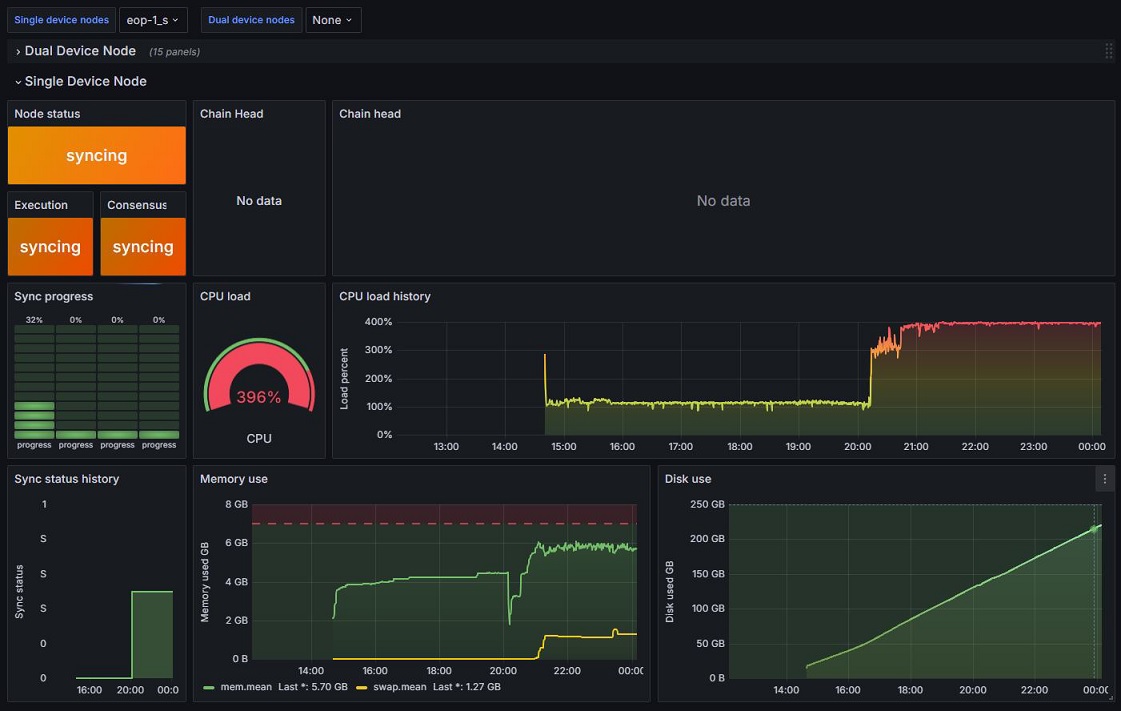 Single device nodes eop-1_s Dual device nodes None
Dual Device Node (15 panels)
Single Device Node
Node status
syncing
Execution Consensus
syncing syncing
Chain Head
No data
Chain head
No data
Sync progress
32% 0% 0% 0%
progress progress progress progress
CPU load
396%
CPU
CPU load history
Load percent
400%
300%
200%
100%
0%
13:00 14:00 15:00 16:00 17:00 18:00 19:00 20:00 21:00 22:00 23:00 00:00
Sync status history
Sync status
1
S
S
S
0
0
16:00 20:00 00:0
Memory use
Memory used GB
8 GB
6 GB
4 GB
2 GB
0 B
14:00 16:00 18:00 20:00 22:00 00:00
mem.mean Last *: 5.70 GB swap.mean Last *: 1.27 GB
Disk use
Disk used GB
250 GB
200 GB
150 GB
100 GB
50 GB
0 B
14:00 16:00 18:00 20:00 22:00 00:00